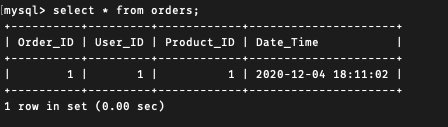 [mysql> select * from orders;
+----------+---------+------------+---------------------+
| Order_ID | User_ID | Product_ID | Date_Time           |
+----------+---------+------------+---------------------+
|        1 |       1 |          1 | 2020-12-04 18:11:02 |
+----------+---------+------------+---------------------+
1 row in set (0.00 sec)